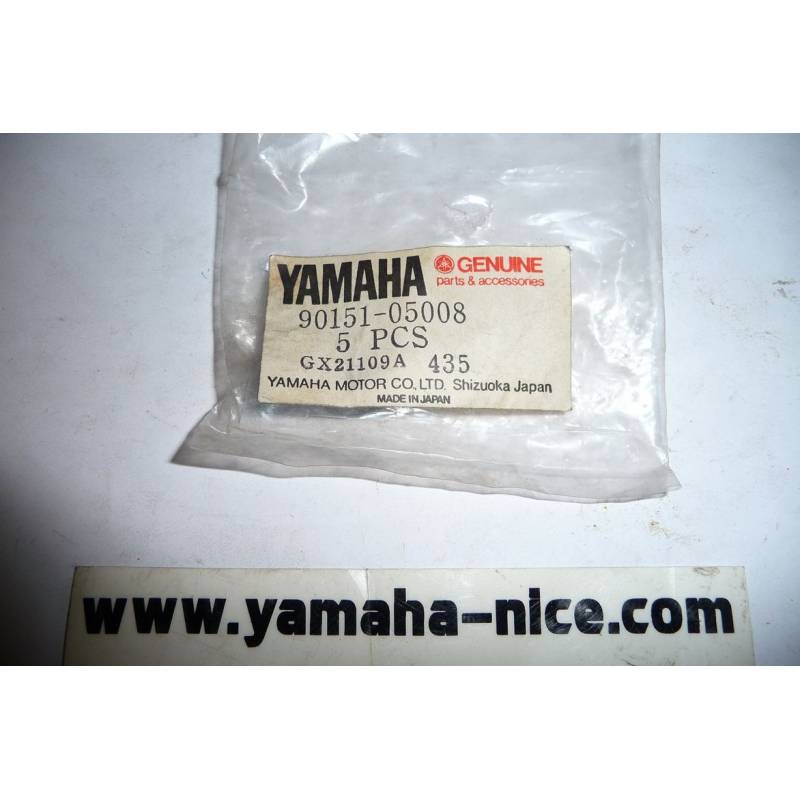 YAMAHA GENUINE
parts & accessories
90151-05008
5 PCS
GX21109A 435
YAMAHA MOTOR CO., LTD. Shizuoka Japan
MADE IN JAPAN
www.yamaha-nice.com